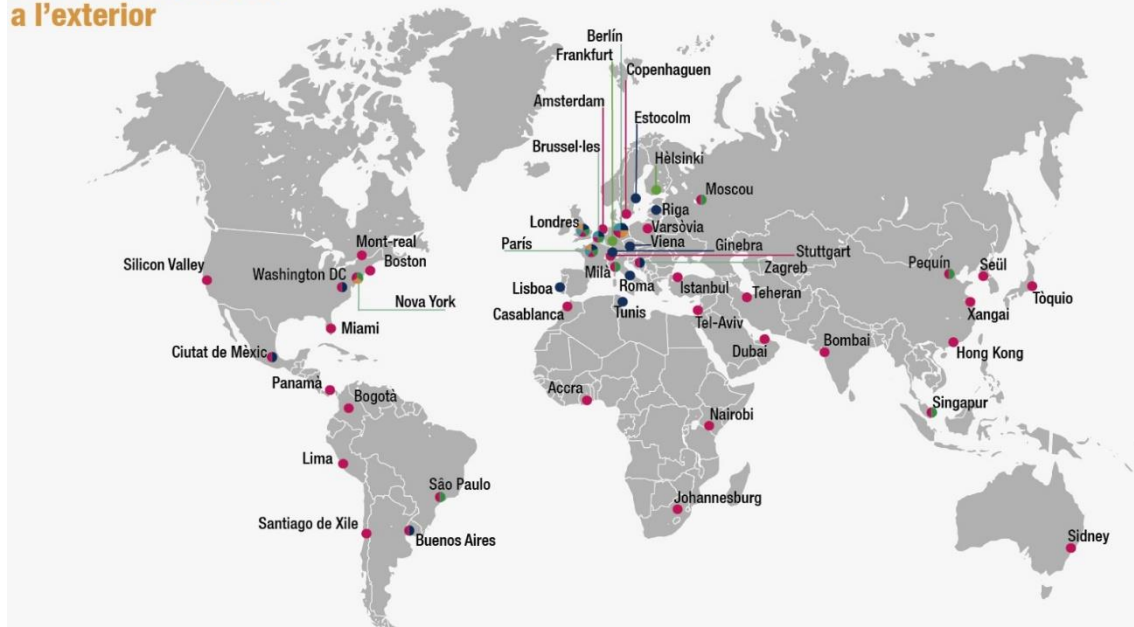 a l’exterior
Berlín
Frankfurt
Copenhaguen
Amsterdam
Estocolm
Brussel·les
Hèlsinki
Moscou
Londres
Riga
Varsòvia
Viena
París
Ginebra
Stuttgart
Mont-real
Boston
Silicon Valley
Washington DC
Nova York
Milà
Zagreb
Pequín
Sëül
Lisboa
Roma
Istanbul
Teheran
Tòquio
Casablanca
Tunis
Tel-Aviv
Xangai
Miami
Dubai
Bombai
Hong Kong
Ciutat de Mèxic
Panamà
Bogotà
Accra
Nairobi
Singapur
Lima
São Paulo
Johannesburg
Santiago de Xile
Buenos Aires
Sidney